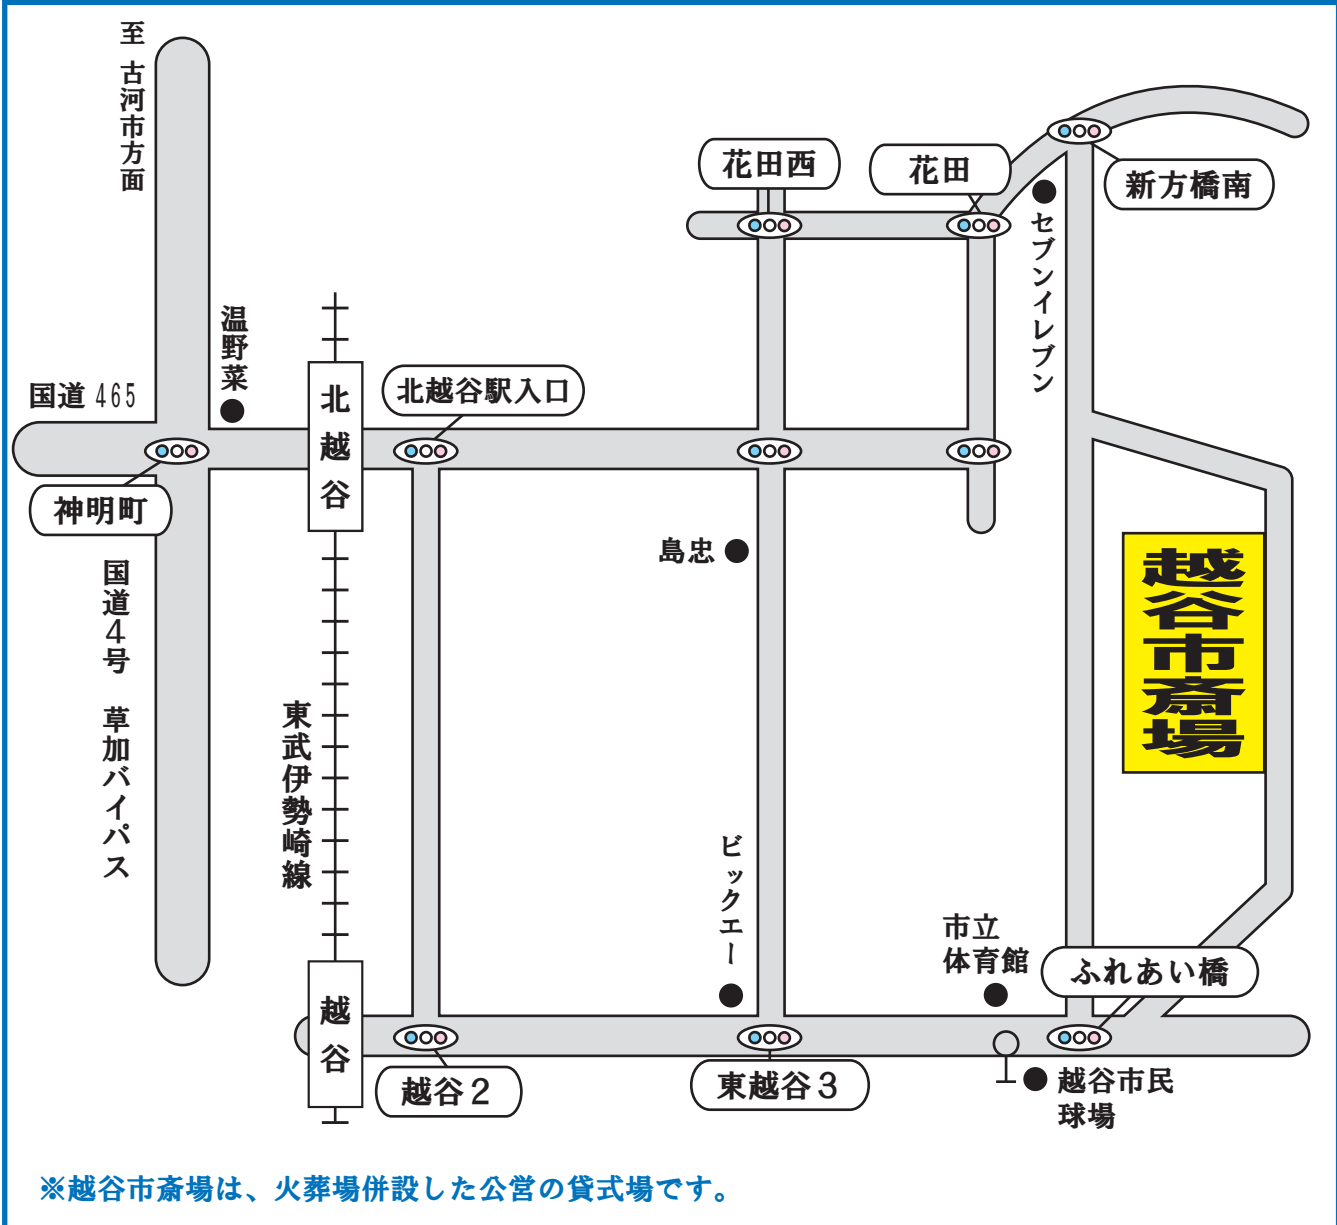 至 古河市方面
花田西
花田
新方橋南
セブンイレブン
温野菜
国道 465
北越谷
北越谷駅入口
神明町
島忠
国道4号 草加バイパス
越谷市斎場
東武伊勢崎線
ビックエー
市立
体育館
ふれあい橋
越谷
越谷2
東越谷3
越谷市民
球場
※越谷市斎場は、火葬場併設した公営の貸式場です。